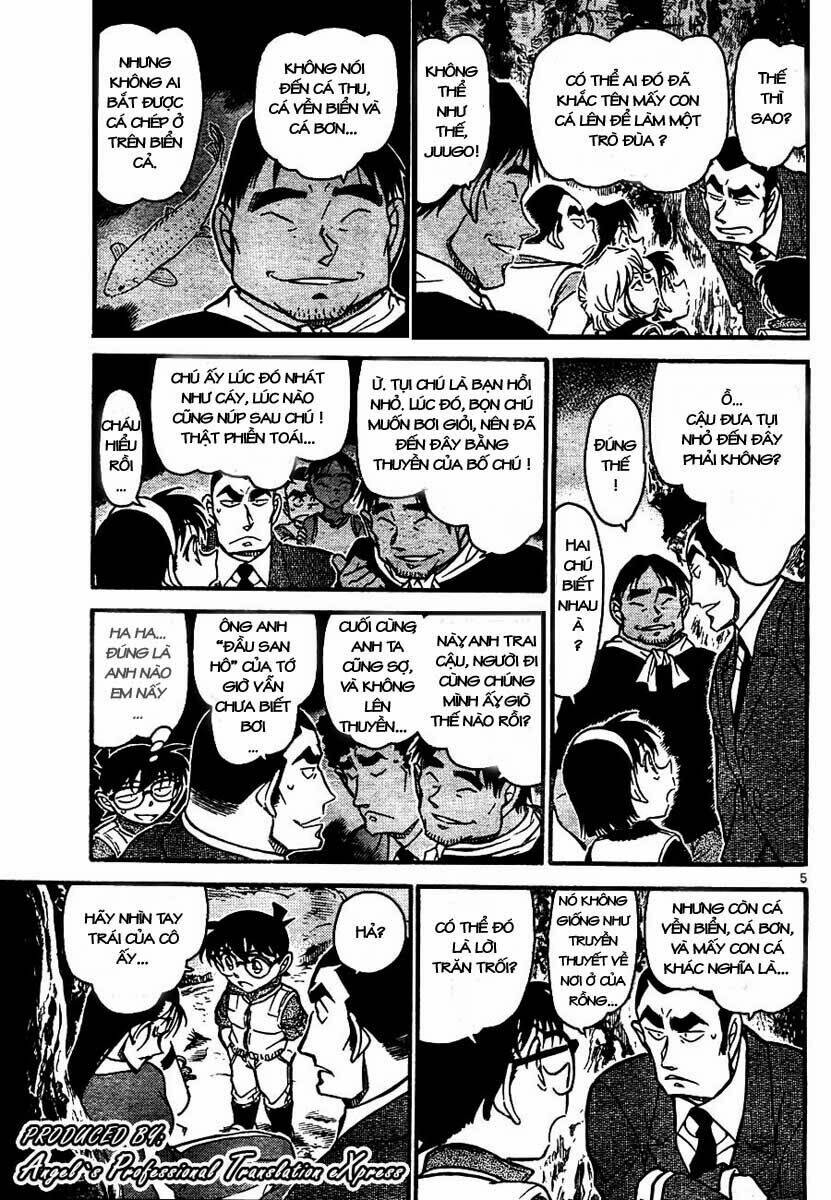 THẾ
THÌ
SAO?
CÓ THỂ AI ĐÓ ĐÃ
KHẮC TÊN MẤY CON
CÁ LÊN ĐỂ LÀM MỘT
TRÒ ĐÙA ?
KHÔNG
THỂ
NHƯ
THẾ,
JUUGO!
KHÔNG NÓI
ĐẾN CÁ THU,
CÁ VỀN BIỂN VÀ
CÁ BƠN...
NHƯNG
KHÔNG AI
BẮT ĐƯỢC
CÁ CHÉP Ở
TRÊN BIỂN
CẢ.
Ồ...
CẬU ĐƯA TỤI
NHỎ ĐẾN ĐÂY
PHẢI KHÔNG?
ĐÚNG
THẾ
!
HAI
CHÚ
BIẾT
NHAU
À
?
Ừ. TỤI CHÚ LÀ BẠN HỒI
NHỎ. LÚC ĐÓ, BỌN CHÚ
MUỐN BƠI GIỎI, NÊN ĐÃ
ĐẾN ĐÂY BẰNG
THUYỀN CỦA BỐ CHÚ !
CHÚ ẤY LÚC ĐÓ NHÁT
NHƯ CÁY, LÚC NÀO
CŨNG NÚP SAU CHÚ !
THẬT PHIỀN TOÁI...
CHÁU
HIỂU
RỒI
...
NÀY, ANH TRAI
CẬU, NGƯỜI ĐI
CÙNG CHÚNG
MÌNH ẤY, GIỜ
THẾ NÀO RỒI?
CUỐI CÙNG,
ANH TA
CŨNG SỢ,
VÀ KHÔNG
LÊN
THUYỀN...
ÔNG ANH
“ĐẦU SAN
HÔ” CỦA TỚ
GIỜ VẪN
CHƯA BIẾT
BƠI
...
HA HA...
ĐÚNG LÀ
ANH NÀO
EM NẤY
...
5
NHƯNG CÒN CÁ
VỀN BIỂN, CÁ BƠN,
VÀ MẤY CON CÁ
KHÁC NGHĨA LÀ...
NÓ KHÔNG
GIỐNG NHƯ
TRUYỀN
THUYẾT VỀ
NƠI Ở CỦA
RỒNG...
CÓ THỂ ĐÓ
LÀ LỜI
TRĂN TRỐI?
HẢ?
HÃY NHÌN TAY
TRÁI CỦA CÔ
ẤY...
PRODUCED BY:
Angel's Professional Translation eXpress